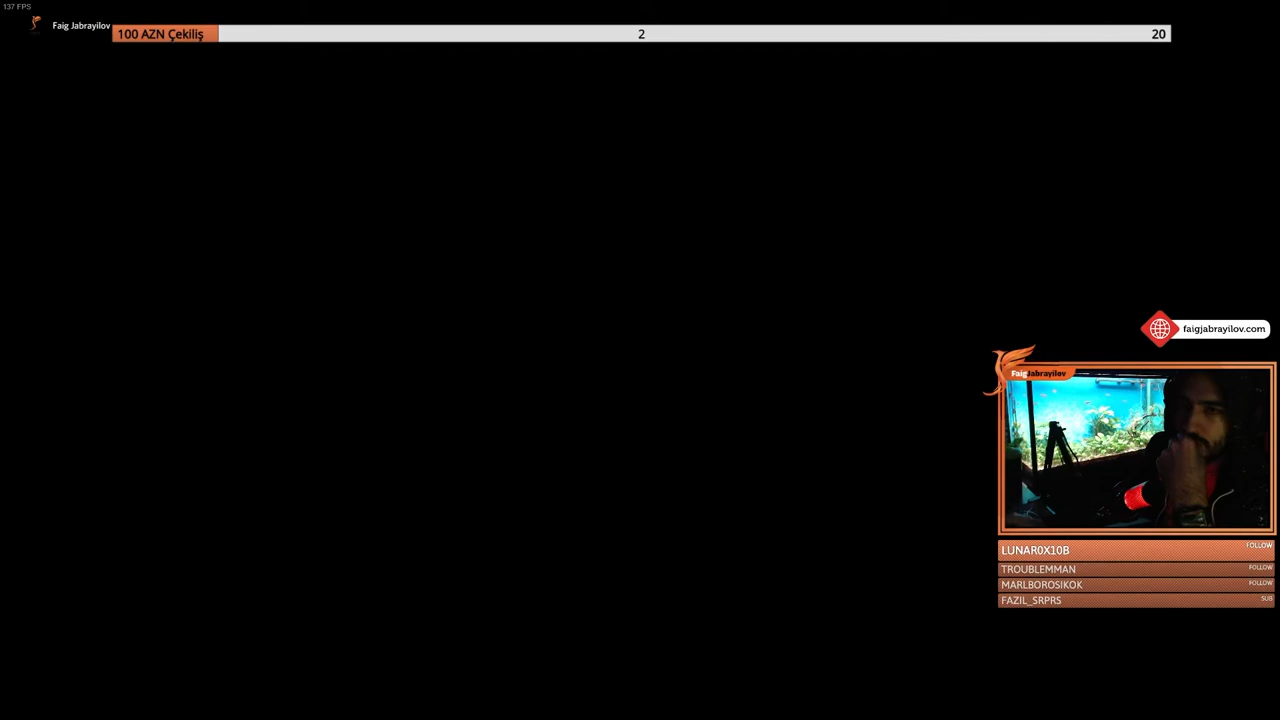 137 FPS
Faig Jabrayilov
100 AZN Çekiliş 2 20
faigjabrayilov.com
FaigJabrayilov
LUNAR0X10B FOLLOW
TROUBLEMMAN FOLLOW
MARLBOROSIKOK FOLLOW
FAZIL_SRPRS SUB